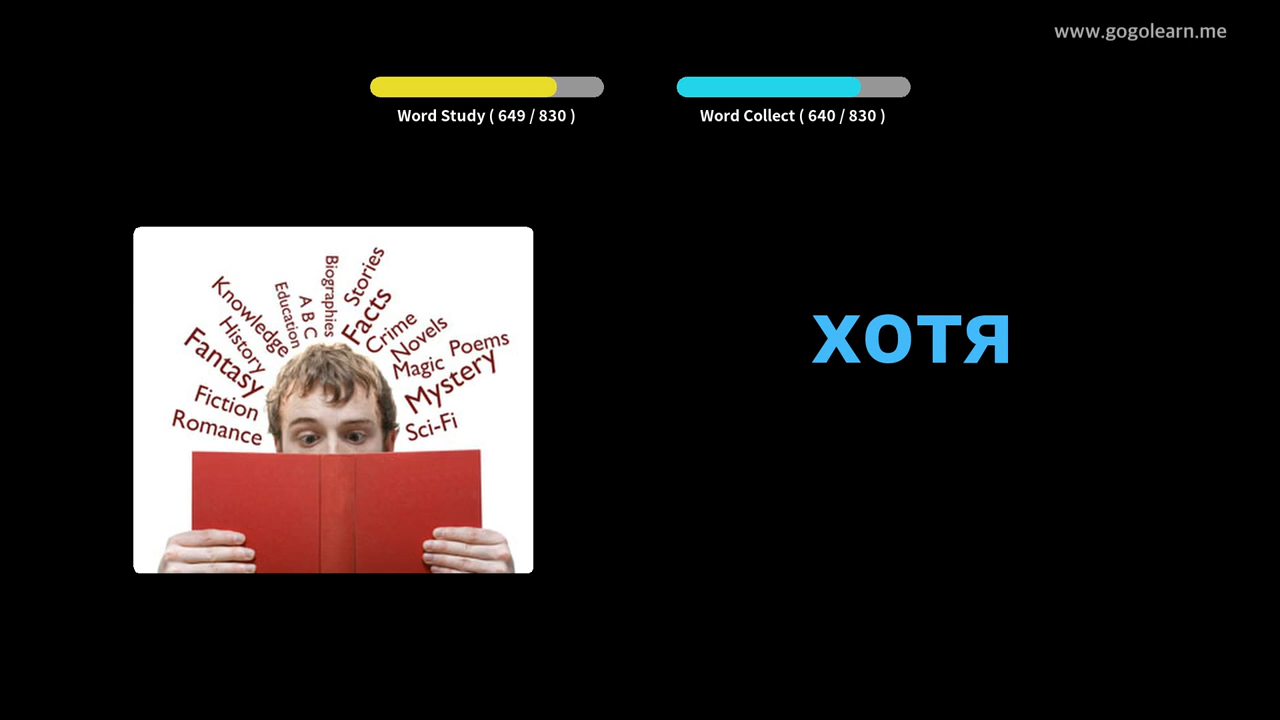 www.gogolearn.me
Word Study ( 649 / 830 )
Word Collect ( 640 / 830 )
Biographies
Stories
Knowledge
Education
A B C
Facts
Crime
History
Novels
Poems
Fantasy
Magic
Mystery
Fiction
Romance
Sci-Fi
хотя